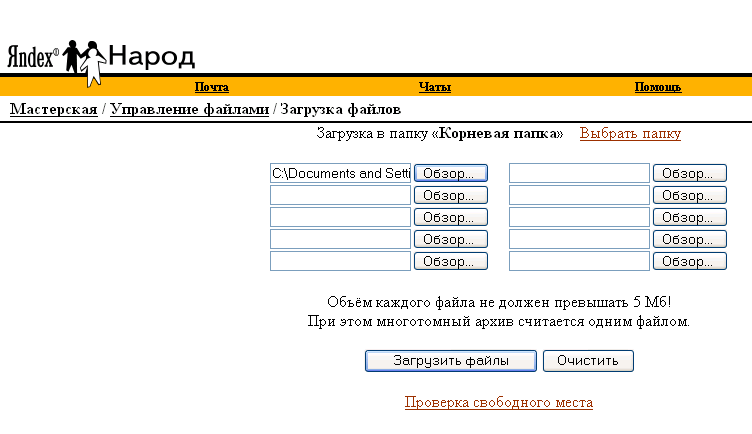 Яndex® Народ
Почта Чаты Помощь
Мастерская / Управление файлами / Загрузка файлов
Загрузка в папку «Корневая папка» Выбрать папку
C:\Documents and Setti Обзор... Обзор...
Обзор... Обзор...
Обзор... Обзор...
Обзор... Обзор...
Обзор... Обзор...
Объём каждого файла не должен превышать 5 Мб!
При этом многотомный архив считается одним файлом.
Загрузить файлы Очистить
Проверка свободного места